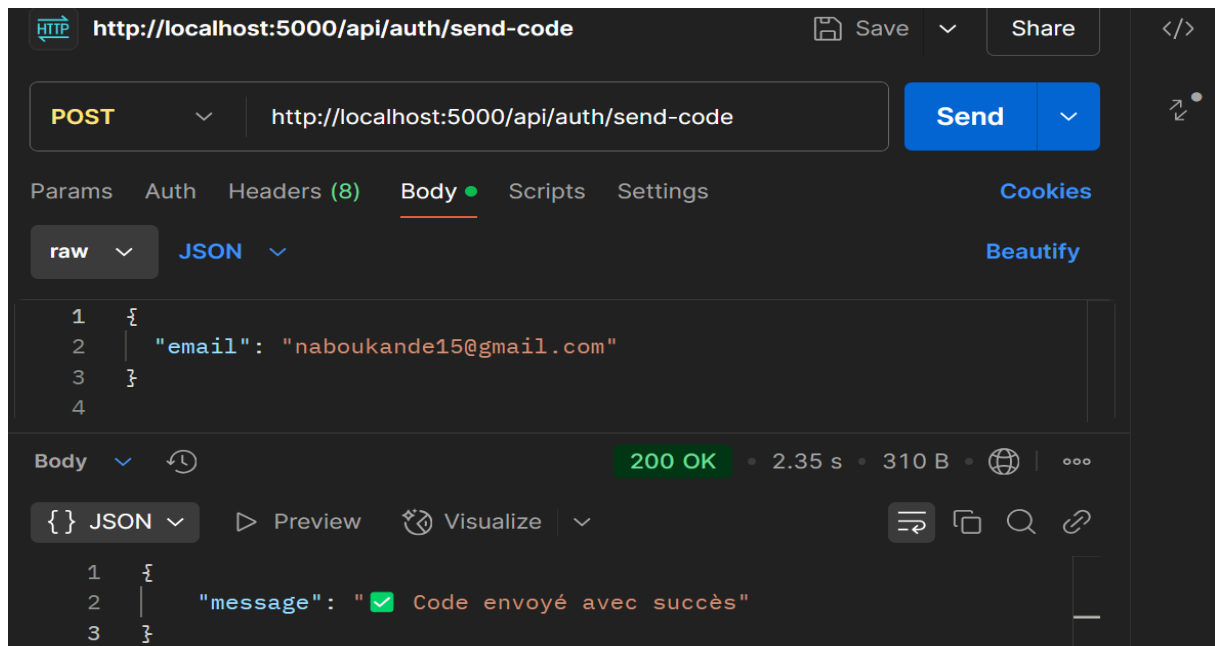 HTTP http://localhost:5000/api/auth/send-code Save Share </>
POST http://localhost:5000/api/auth/send-code Send
Params Auth Headers (8) Body Scripts Settings Cookies
raw JSON Beautify
1 {
2 "email": "naboukande15@gmail.com"
3 }
4
Body 200 OK • 2.35 s • 310 B •
{} JSON Preview Visualize
1 {
2 "message": "✅ Code envoyé avec succès"
3 }